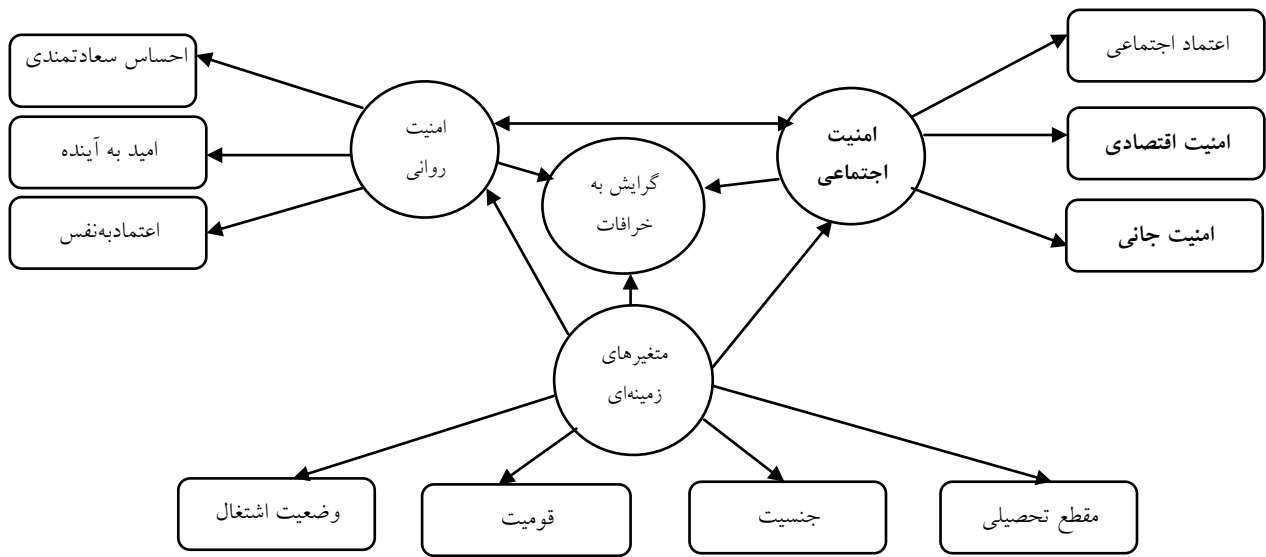 اعتماد اجتماعی
احساس سعادتمندی
امنیت
اجتماعی
امنیت
روانی
امنیت اقتصادی
امید به آینده
گرایش به
خرافات
امنیت جانی
اعتمادبه‌نفس
متغیرهای
زمینه‌ای
مقطع تحصیلی
جنسیت
قومیت
وضعیت اشتغال